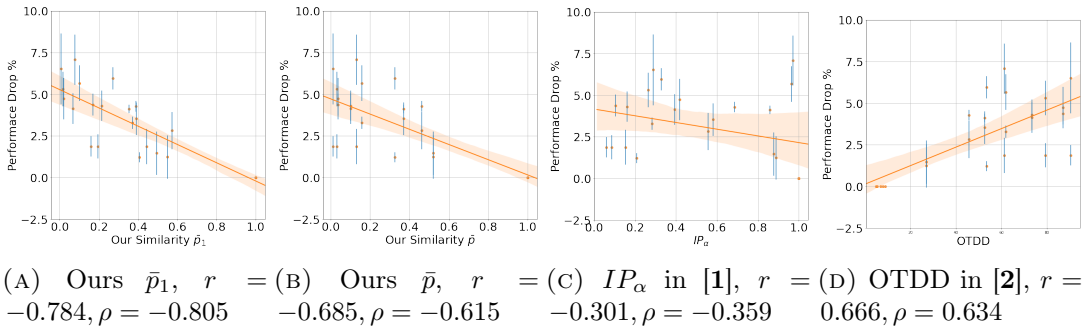 10.0 10.0 10.0 10.0
7.5 7.5 7.5 7.5
5.0 5.0 5.0 5.0
2.5 2.5 2.5 2.5
0.0 0.0 0.0 0.0
−2.5 −2.5 −2.5 −2.5
Performace Drop % Performace Drop % Performace Drop % Performace Drop %
0.0 0.2 0.4 0.6 0.8 1.0 0.0 0.2 0.4 0.6 0.8 1.0 0.0 0.2 0.4 0.6 0.8 1.0
Our Similarity p̄₁ Our Similarity p̄ IPα OTDD
(A) Ours p̄₁, r = (B) Ours p̄, r = (C) IPα in [1], r = (D) OTDD in [2], r =
−0.784, ρ = −0.805 −0.685, ρ = −0.615 −0.301, ρ = −0.359 0.666, ρ = 0.634